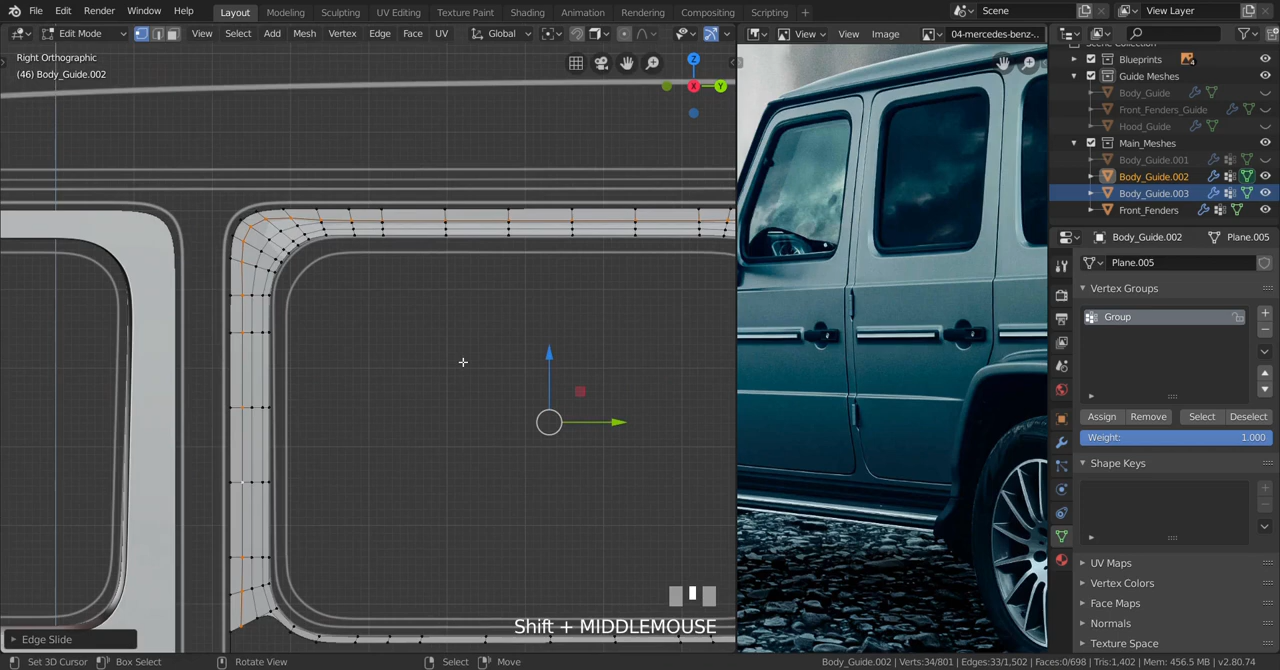 File Edit Render Window Help Layout Modeling Sculpting UV Editing Texture Paint Shading Animation Rendering Compositing Scripting + Scene View Layer
Edit Mode View Select Add Mesh Vertex Edge Face UV Global View View Image 04-mercedes-benz-..
Right Orthographic
(46) Body_Guide.002
Z
X
Y
Blueprints 4
Guide Meshes
Body_Guide
Front_Fenders_Guide
Hood_Guide
Main_Meshes
Body_Guide.001
Body_Guide.002
Body_Guide.003
Front_Fenders
Body_Guide.002 Plane.005
Plane.005
Vertex Groups
Group
Assign Remove Select Deselect
Weight: 1.000
Shape Keys
UV Maps
Vertex Colors
Face Maps
Normals
Texture Space
Shift + MIDDLEMOUSE
Edge Slide
Set 3D Cursor Box Select Rotate View Select Move Body_Guide.002 | Verts:34/801 | Edges:33/1,502 | Faces:0/698 | Tris:1,402 | Mem: 456.5 MB | v2.80.74